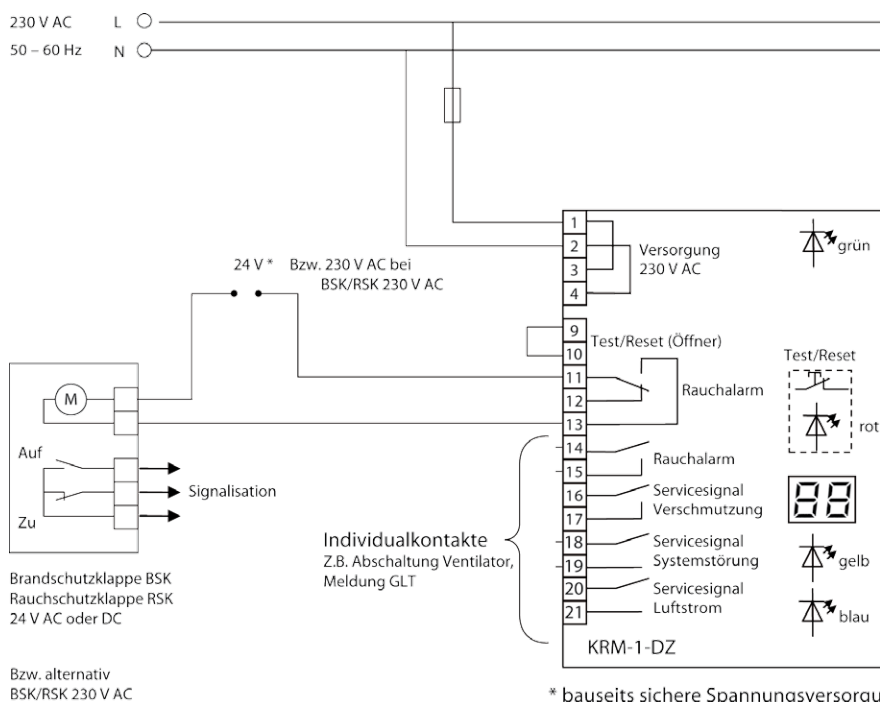 230 V AC L
50 – 60 Hz N
1
2
3
4
Versorgung
230 V AC
grün
24 V * Bzw. 230 V AC bei
BSK/RSK 230 V AC
9
10
Test/Reset (Öffner)
11
12
13
Rauchalarm
Test/Reset
rot
M
Auf
Zu
Signalisation
14
15
Rauchalarm
16
17
Servicesignal
Verschmutzung
88
18
19
Servicesignal
Systemstörung
gelb
20
21
Servicesignal
Luftstrom
blau
Individualkontakte
Z.B. Abschaltung Ventilator,
Meldung GLT
KRM-1-DZ
Brandschutzklappe BSK
Rauchschutzklappe RSK
24 V AC oder DC
Bzw. alternativ
BSK/RSK 230 V AC
* bauseits sichere Spannungsversorgu